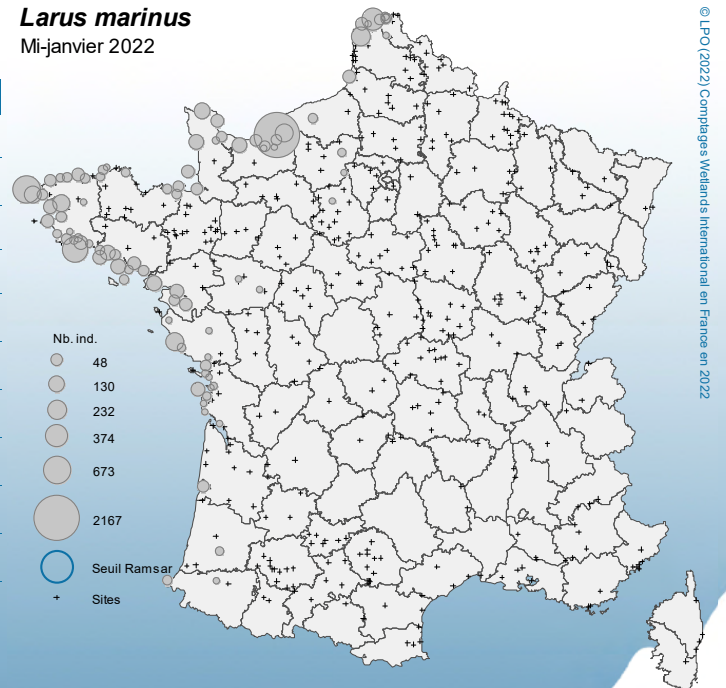 Larus marinus
Mi-janvier 2022
Nb. ind.
48
130
232
374
673
2167
Seuil Ramsar
Sites
© LPO (2022) Comptages Wetlands International en France en 2022